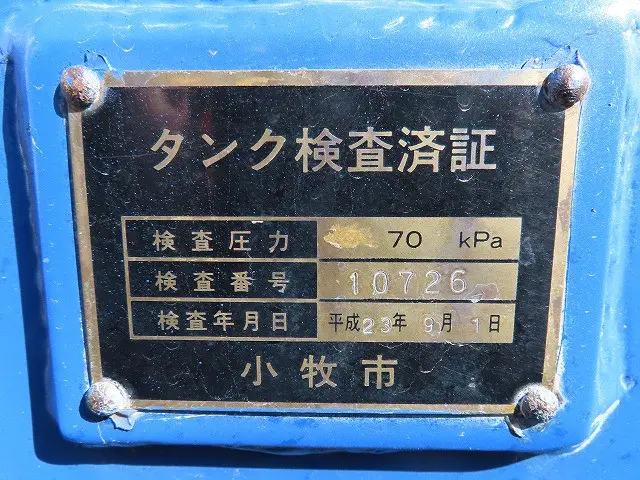 タンク検査済証
検査圧力 70 kPa
検査番号 10726
検査年月日 平成23年 9月 1日
小牧市